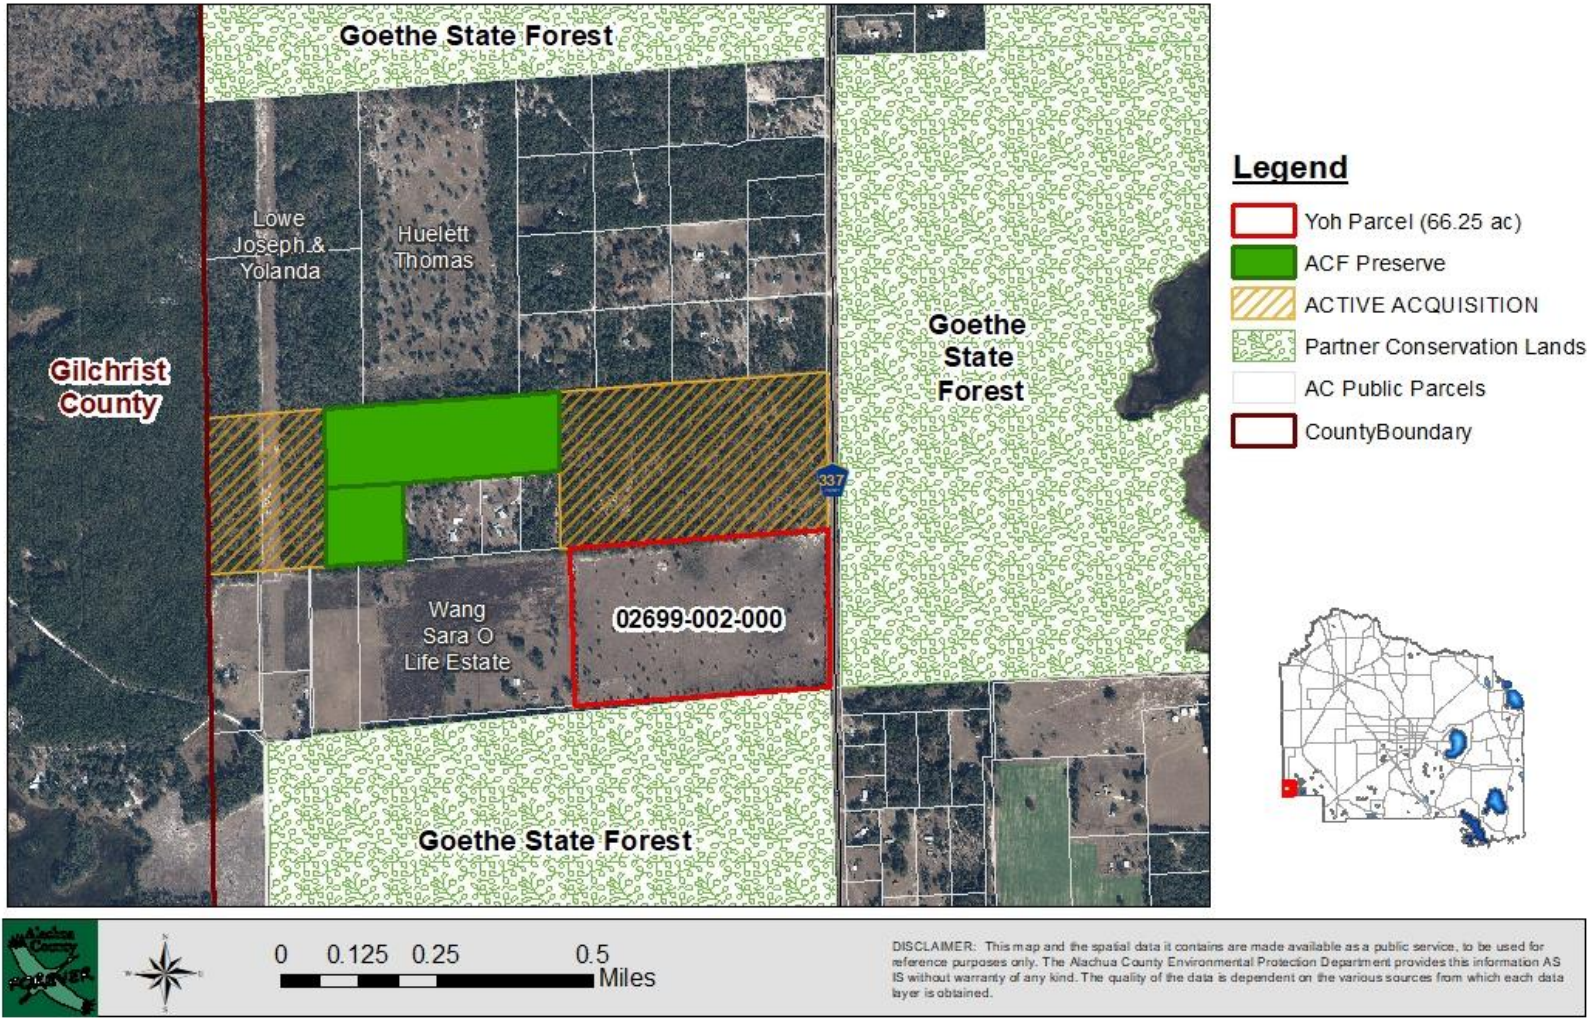 Goethe State Forest
Lowe
Joseph &
Yolanda
Huelett
Thomas
Gilchrist
County
Goethe
State
Forest
337
02699-002-000
Wang
Sara O
Life Estate
Goethe State Forest
Legend
Yoh Parcel (66.25 ac)
ACF Preserve
ACTIVE ACQUISITION
Partner Conservation Lands
AC Public Parcels
CountyBoundary
Alachua
County
FOREVER
N
S
0 0.125 0.25 0.5
Miles
DISCLAIMER: This map and the spatial data it contains are made available as a public service, to be used for
reference purposes only. The Alachua County Environmental Protection Department provides this information AS
IS without warranty of any kind. The quality of the data is dependent on the various sources from which each data
layer is obtained.